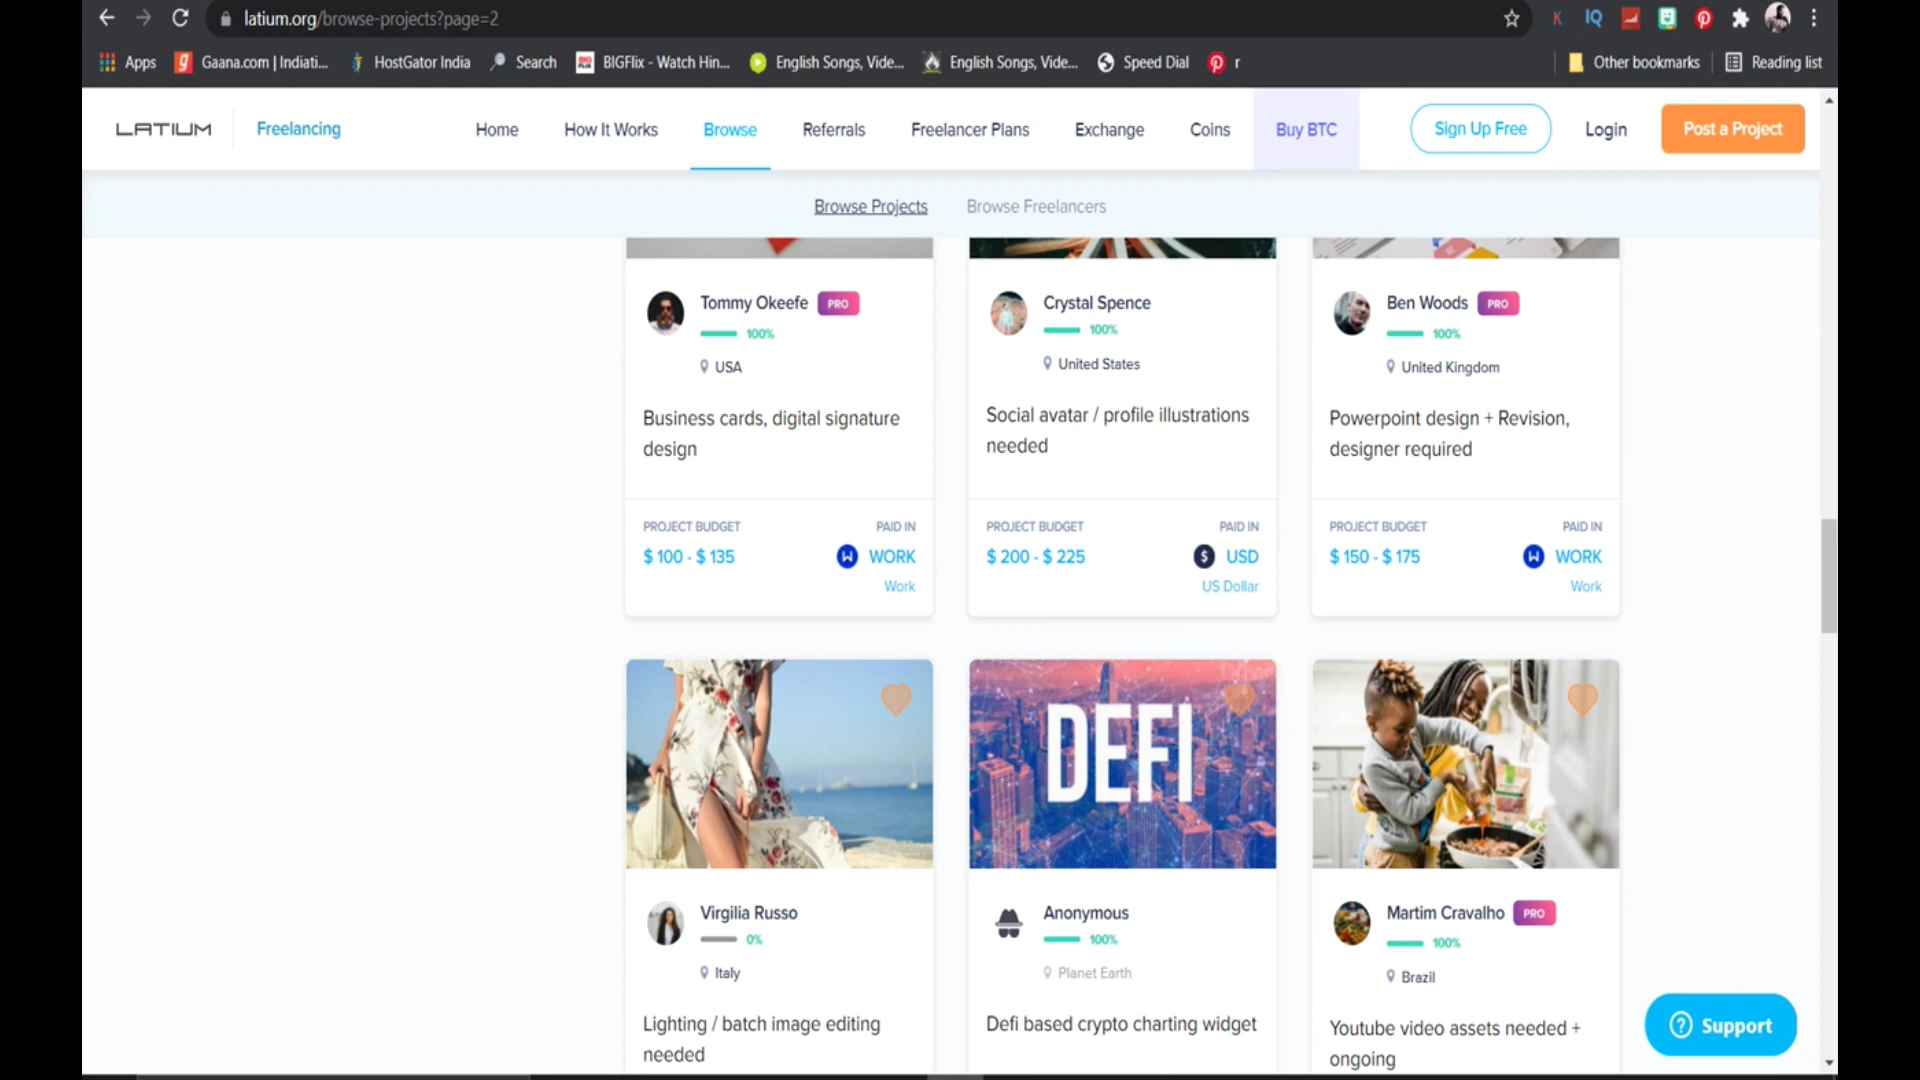 latium.org/browse-projects?page=2
K IQ
Apps Gaana.com | Indiati... HostGator India Search BIGFlix - Watch Hin... English Songs, Vide... English Songs, Vide... Speed Dial r Other bookmarks Reading list
LATIUM Freelancing Home How It Works Browse Referrals Freelancer Plans Exchange Coins Buy BTC Sign Up Free Login Post a Project
Browse Projects Browse Freelancers
Tommy Okeefe PRO
100%
USA
Business cards, digital signature
design
PROJECT BUDGET PAID IN
$ 100 - $ 135 WORK
Work
Crystal Spence
100%
United States
Social avatar / profile illustrations
needed
PROJECT BUDGET PAID IN
$ 200 - $ 225 $ USD
US Dollar
Ben Woods PRO
100%
United Kingdom
Powerpoint design + Revision,
designer required
PROJECT BUDGET PAID IN
$ 150 - $ 175 WORK
Work
Virgilia Russo
0%
Italy
Lighting / batch image editing
needed
DEFI
Anonymous
100%
Planet Earth
Defi based crypto charting widget
Martim Cravalho PRO
100%
Brazil
Youtube video assets needed +
ongoing
? Support